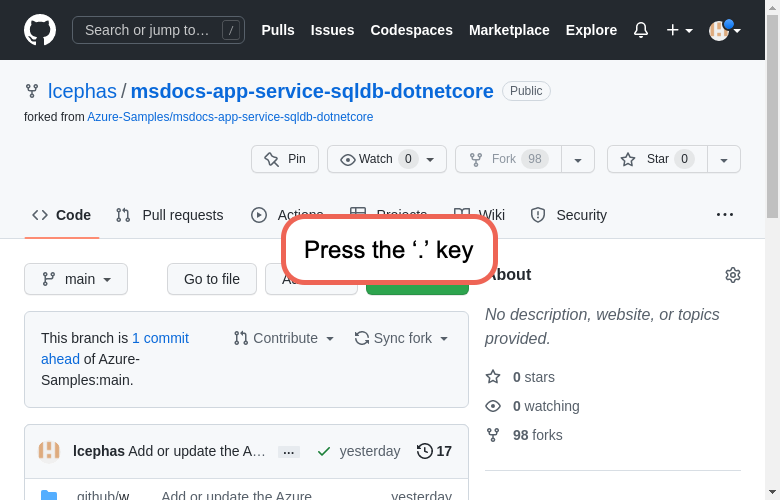 Search or jump to… /
Pulls Issues Codespaces Marketplace Explore
lcephas / msdocs-app-service-sqldb-dotnetcore Public
forked from Azure-Samples/msdocs-app-service-sqldb-dotnetcore
Pin Watch 0 Fork 98 Star 0
Code Pull requests Actions Projects Wiki Security
Press the ‘.’ key
main Go to file
About
No description, website, or topics
provided.
This branch is 1 commit
ahead of Azure-
Samples:main.
Contribute Sync fork
0 stars
0 watching
98 forks
lcephas Add or update the A… ... yesterday 17
.github/w Add or update the Azure yesterday